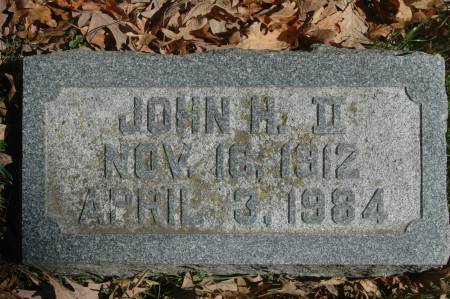 JOHN H. II
NOV. 16, 1912
APRIL 3, 1984